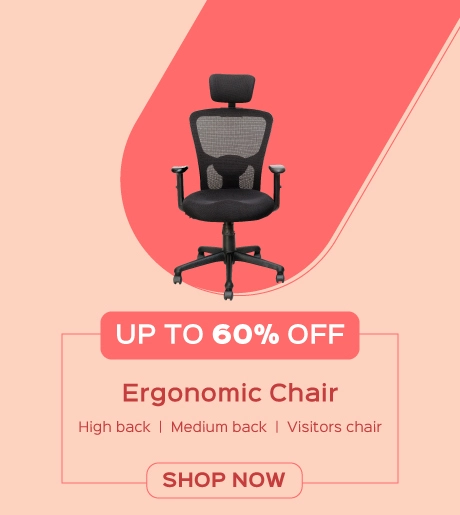 UP TO 60% OFF
Ergonomic Chair
High back | Medium back | Visitors chair
SHOP NOW